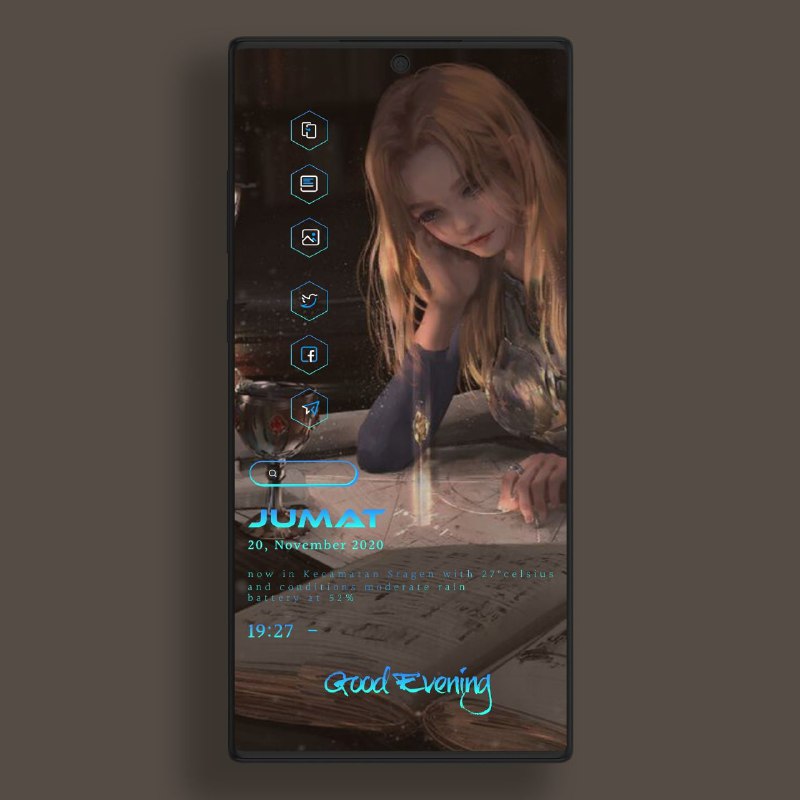 JUMAT
20, November 2020
now in Kecamatan Sragen with 27°celsius
and conditions moderate rain
battery at 52%
19:27 –
Good Evening